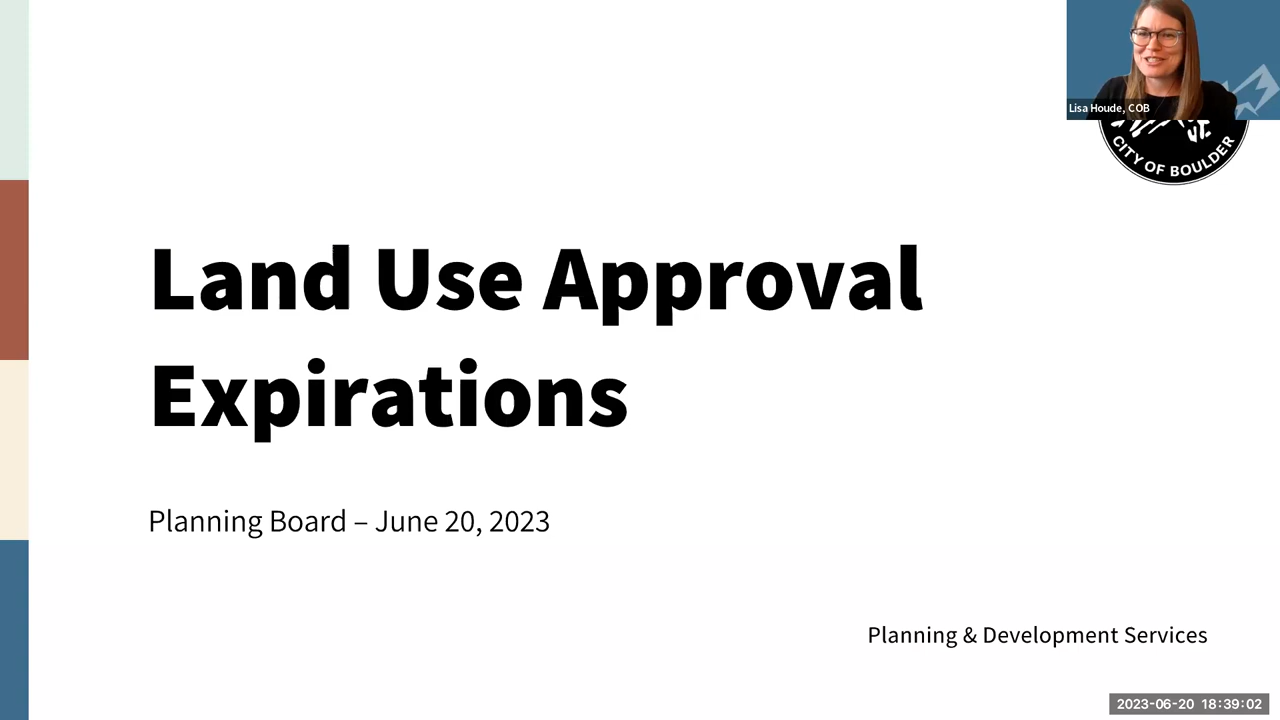 Lisa Houde, COB
CITY OF BOULDER
Land Use Approval
Expirations
Planning Board – June 20, 2023
Planning & Development Services
2023-06-20 18:39:02